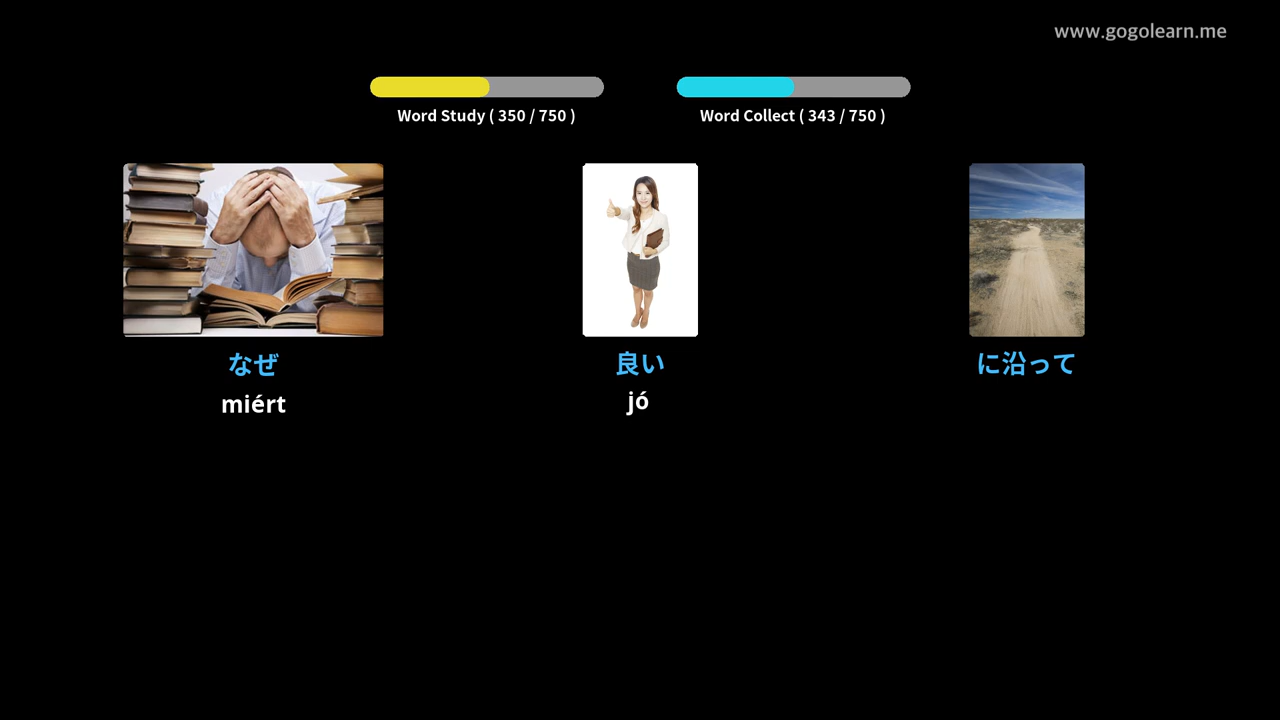 www.gogolearn.me
Word Study ( 350 / 750 )
Word Collect ( 343 / 750 )
なぜ
良い
に沿って
miért
jó